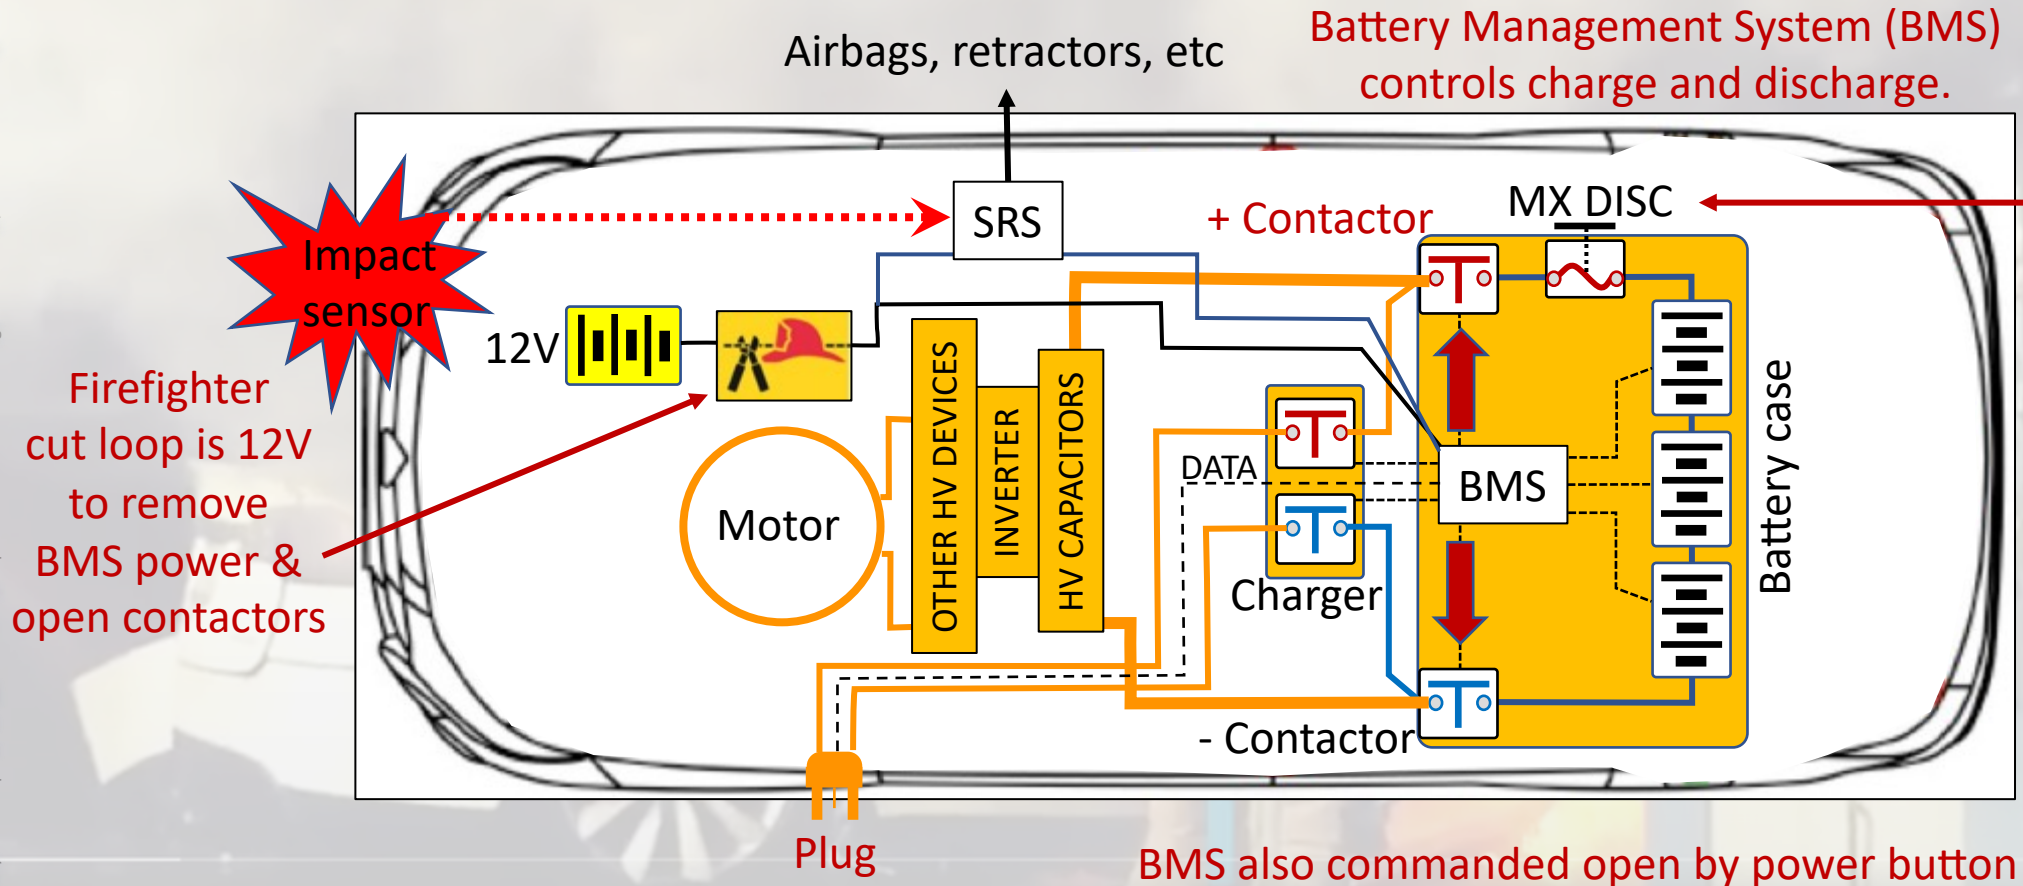 Battery Management System (BMS)
controls charge and discharge.
Airbags, retractors, etc
MX DISC
+ Contactor
SRS
Impact
sensor
12V
Firefighter
cut loop is 12V
to remove
BMS power &
open contactors
Motor
OTHER HV DEVICES
INVERTER
HV CAPACITORS
DATA
Charger
BMS
Battery case
- Contactor
Plug
BMS also commanded open by power button